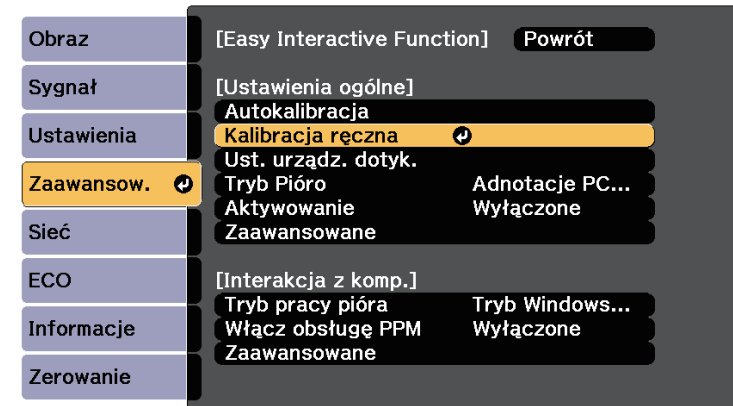 Obraz
Sygnał
Ustawienia
Zaawansow.
Sieć
ECO
Informacje
Zerowanie
[Easy Interactive Function] Powrót
[Ustawienia ogólne]
Autokalibracja
Kalibracja ręczna
Ust. urządz. dotyk.
Tryb Pióro Adnotacje PC...
Aktywowanie Wyłączone
Zaawansowane
[Interakcja z komp.]
Tryb pracy pióra Tryb Windows...
Włącz obsługę PPM Wyłączone
Zaawansowane